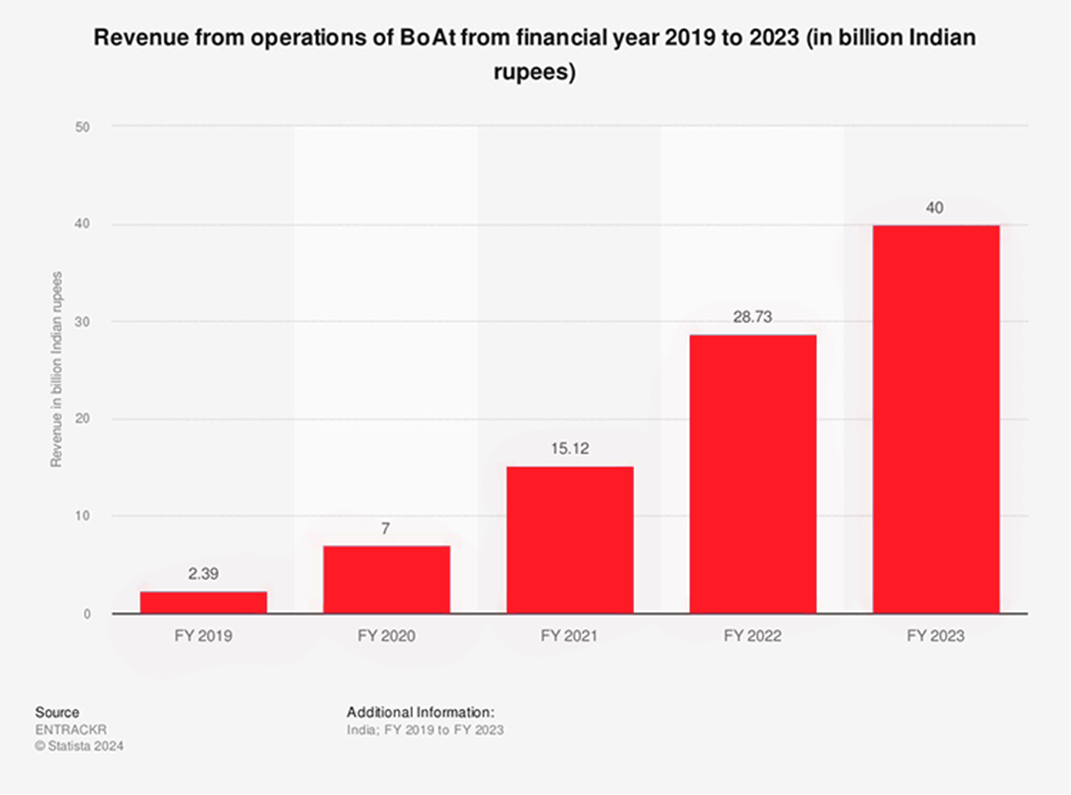 Revenue from operations of BoAt from financial year 2019 to 2023 (in billion Indian
rupees)
50
40
30
20
10
0
Revenue in billion Indian rupees
2.39
7
15.12
28.73
40
FY 2019
FY 2020
FY 2021
FY 2022
FY 2023
Source
ENTRACKR
© Statista 2024
Additional Information:
India; FY 2019 to FY 2023